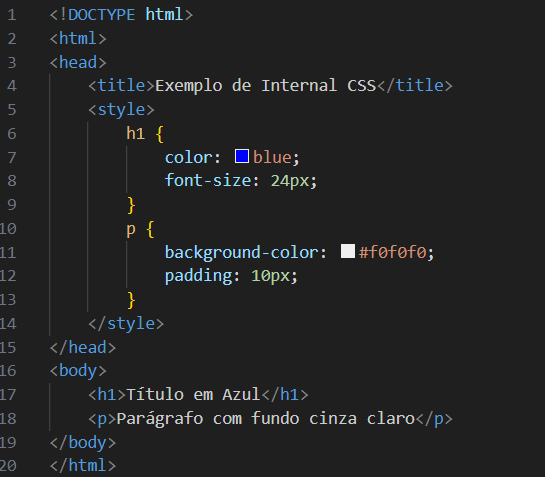 1 <!DOCTYPE html>
2 <html>
3 <head>
4     <title>Exemplo de Internal CSS</title>
5     <style>
6         h1 {
7             color: blue;
8             font-size: 24px;
9         }
10         p {
11             background-color: #f0f0f0;
12             padding: 10px;
13         }
14     </style>
15 </head>
16 <body>
17     <h1>Título em Azul</h1>
18     <p>Parágrafo com fundo cinza claro</p>
19 </body>
20 </html>